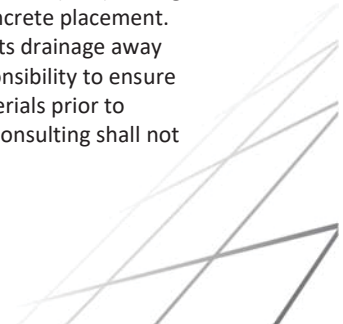 ncrete placement.
ts drainage away
onsibility to ensure
erials prior to
onsulting shall not